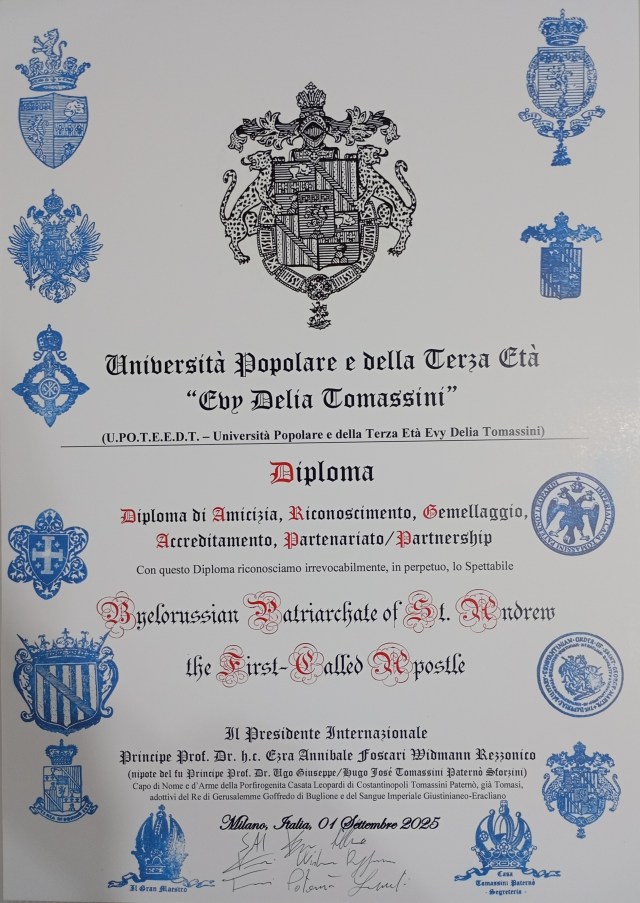 Università Popolare e della Terza Età
“Evy Delia Tomassini”
(U.PO.T.E.E.D.T. – Università Popolare e della Terza Età Evy Delia Tomassini)
Diploma
Diploma di Amicizia, Riconoscimento, Gemellaggio,
Accreditamento, Partenariato/Partnership
Con questo Diploma riconosciamo irrevocabilmente, in perpetuo, lo Spettabile
Byelorussian Patriarchate of St. Andrew
the First-Called Apostle
Il Presidente Internazionale
Principe Prof. Dr. h.c. Ezra Annibale Foscari Widmann Rezzonico
(nipote del fu Principe Prof. Dr. Ugo Giuseppe/Hugo José Tomassini Paternò Sforzini)
Capo di Nome e d'Arme della Porfirogenita Casata Leopardi di Costantinopoli Tomassini Paternò, già Tomasi,
adottivi del Re di Gerusalemme Goffredo di Buglione e del Sangue Imperiale Giustinianeo-Eracliano
Milano, Italia, 01 Settembre 2025
Il Gran Maestro
Casa
Tomassini Paternò
- Segreteria -